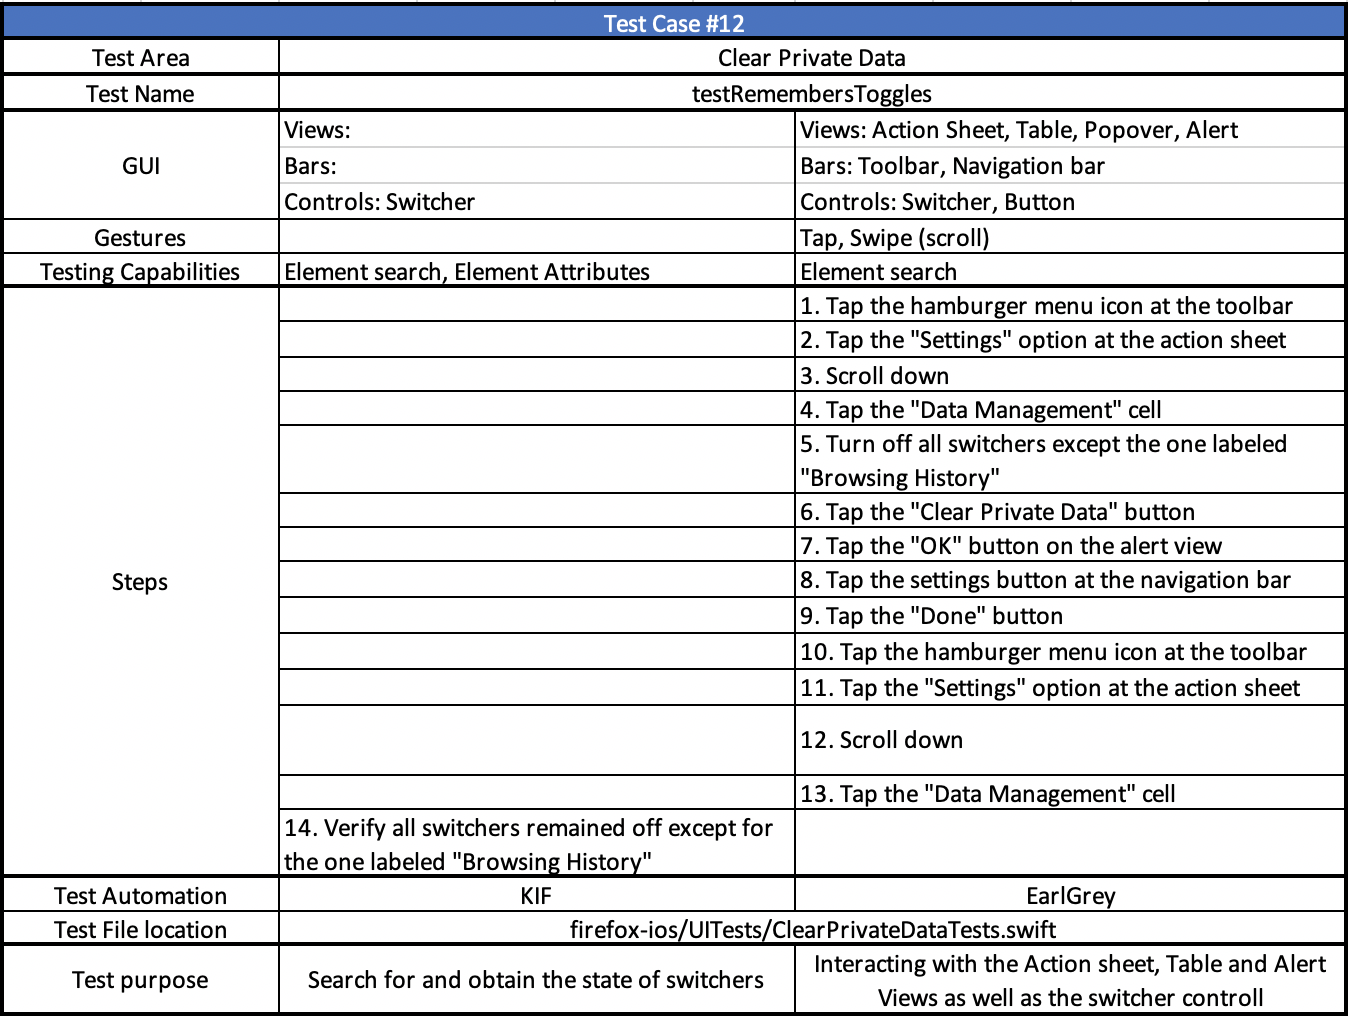 Test Case #12
Test Area
Clear Private Data
Test Name
testRemembersToggles
GUI
Views:
Views: Action Sheet, Table, Popover, Alert
Bars:
Bars: Toolbar, Navigation bar
Controls: Switcher
Controls: Switcher, Button
Gestures
Tap, Swipe (scroll)
Testing Capabilities
Element search, Element Attributes
Element search
Steps
1. Tap the hamburger menu icon at the toolbar
2. Tap the "Settings" option at the action sheet
3. Scroll down
4. Tap the "Data Management" cell
5. Turn off all switchers except the one labeled
"Browsing History"
6. Tap the "Clear Private Data" button
7. Tap the "OK" button on the alert view
8. Tap the settings button at the navigation bar
9. Tap the "Done" button
10. Tap the hamburger menu icon at the toolbar
11. Tap the "Settings" option at the action sheet
12. Scroll down
13. Tap the "Data Management" cell
14. Verify all switchers remained off except for
the one labeled "Browsing History"
Test Automation
KIF
EarlGrey
Test File location
firefox-ios/UITests/ClearPrivateDataTests.swift
Test purpose
Search for and obtain the state of switchers
Interacting with the Action sheet, Table and Alert
Views as well as the switcher controll